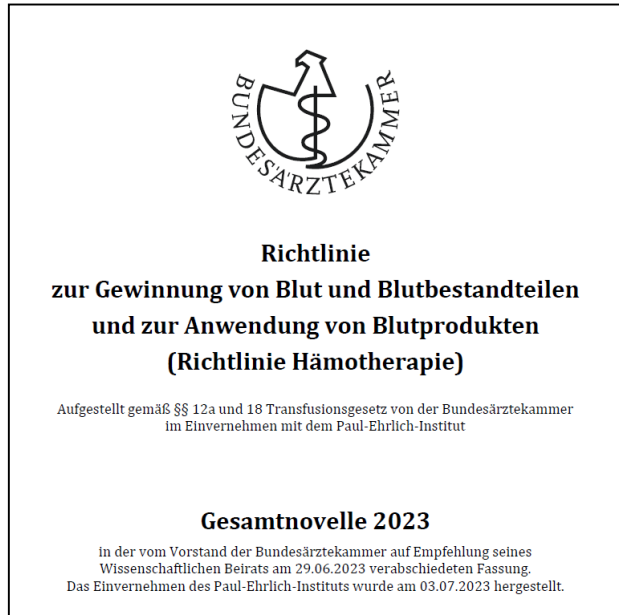 BUNDESÄRZTEKAMMER
Richtlinie
zur Gewinnung von Blut und Blutbestandteilen
und zur Anwendung von Blutprodukten
(Richtlinie Hämotherapie)
Aufgestellt gemäß §§ 12a und 18 Transfusionsgesetz von der Bundesärztekammer
im Einvernehmen mit dem Paul-Ehrlich-Institut
Gesamtnovelle 2023
in der vom Vorstand der Bundesärztekammer auf Empfehlung seines
Wissenschaftlichen Beirats am 29.06.2023 verabschiedeten Fassung.
Das Einvernehmen des Paul-Ehrlich-Instituts wurde am 03.07.2023 hergestellt.